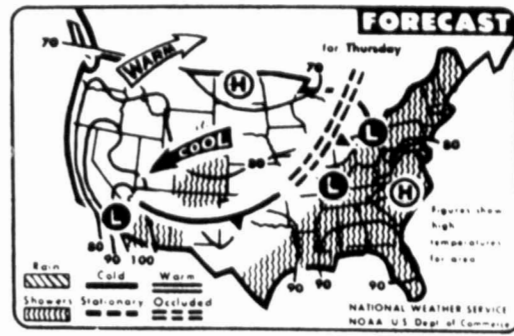 FORECAST
for Thursday
70
WARM
H
70
COOL
80
L
80
L
H
L
Figures show
high
temperatures
for area
80
90
100
90
90
90
Rain
Cold
Warm
Showers
Stationary
Occluded
NATIONAL WEATHER SERVICE
NOAA U.S. Dept. of Commerce